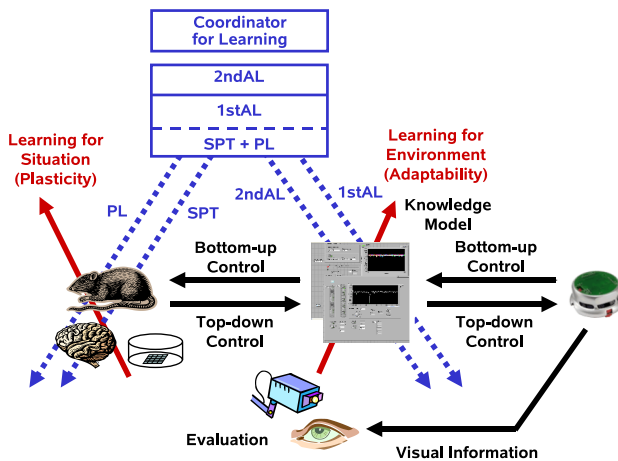 Coordinator
for Learning
2ndAL
1stAL
SPT + PL
Learning for
Situation
(Plasticity)
Learning for
Environment
(Adaptability)
PL
SPT
2ndAL
1stAL
Knowledge
Model
Bottom-up
Control
Bottom-up
Control
Top-down
Control
Top-down
Control
Evaluation
Visual Information